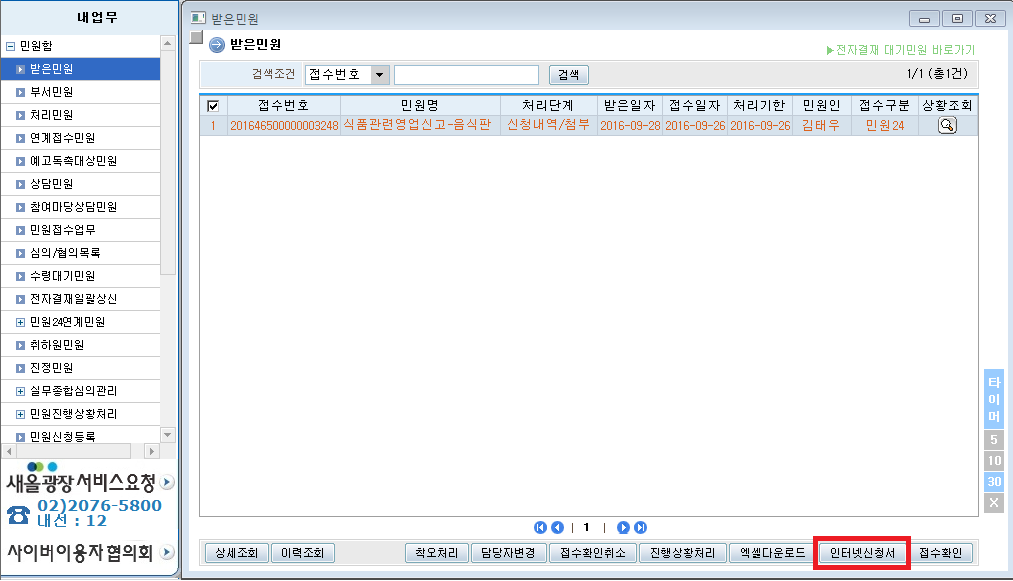 내업무
민원함
받은민원
부서민원
처리민원
연계접수민원
예고독촉대상민원
상담민원
참여마당상담민원
민원접수업무
심의/협의목록
수령대기민원
전자결재일괄상신
민원24연계민원
취하원민원
진정민원
실무종합심의관리
민원진행상황처리
민원신청등록
새올광장 서비스요청
02)2076-5800
내선 : 12
사이버이용자협의회
받은민원
받은민원
▶전자결재 대기민원 바로가기
검색조건 접수번호 검색 1/1 (총1건)
접수번호 민원명 처리단계 받은일자 접수일자 처리기한 민원인 접수구분 상황조회
1 201646500000003248 식품관련영업신고-음식판 신청내역/첨부 2016-09-28 2016-09-26 2016-09-26 김태우 민원24
타이머
5
10
30
X
| 1 |
상세조회 이력조회 착오처리 담당자변경 접수확인취소 진행상황처리 엑셀다운로드 인터넷신청서 접수확인